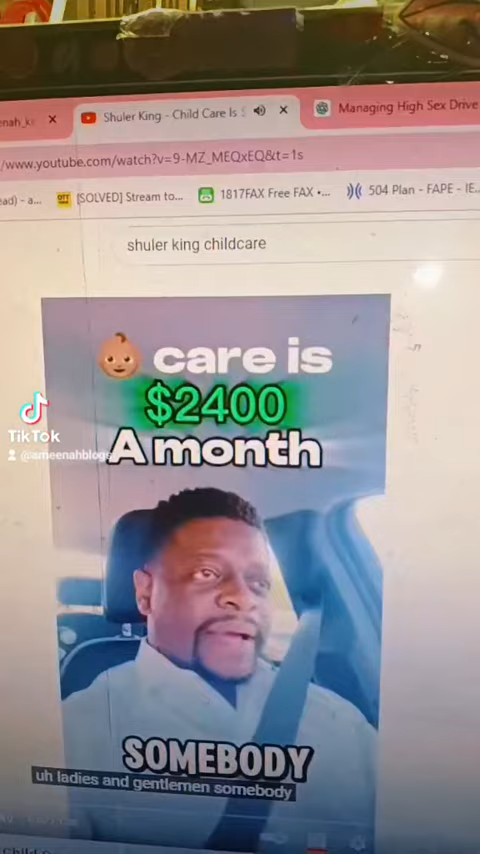 Shuler King - Child Care Is
Managing High Sex Drive
/www.youtube.com/watch?v=9-MZ_MEQxEQ&t=1s
[SOLVED] Stream to...
1817FAX Free FAX •...
504 Plan - FAPE - IE...
shuler king childcare
care is
$2400
A month
TikTok
@ameenahblogs
SOMEBODY
uh ladies and gentlemen somebody